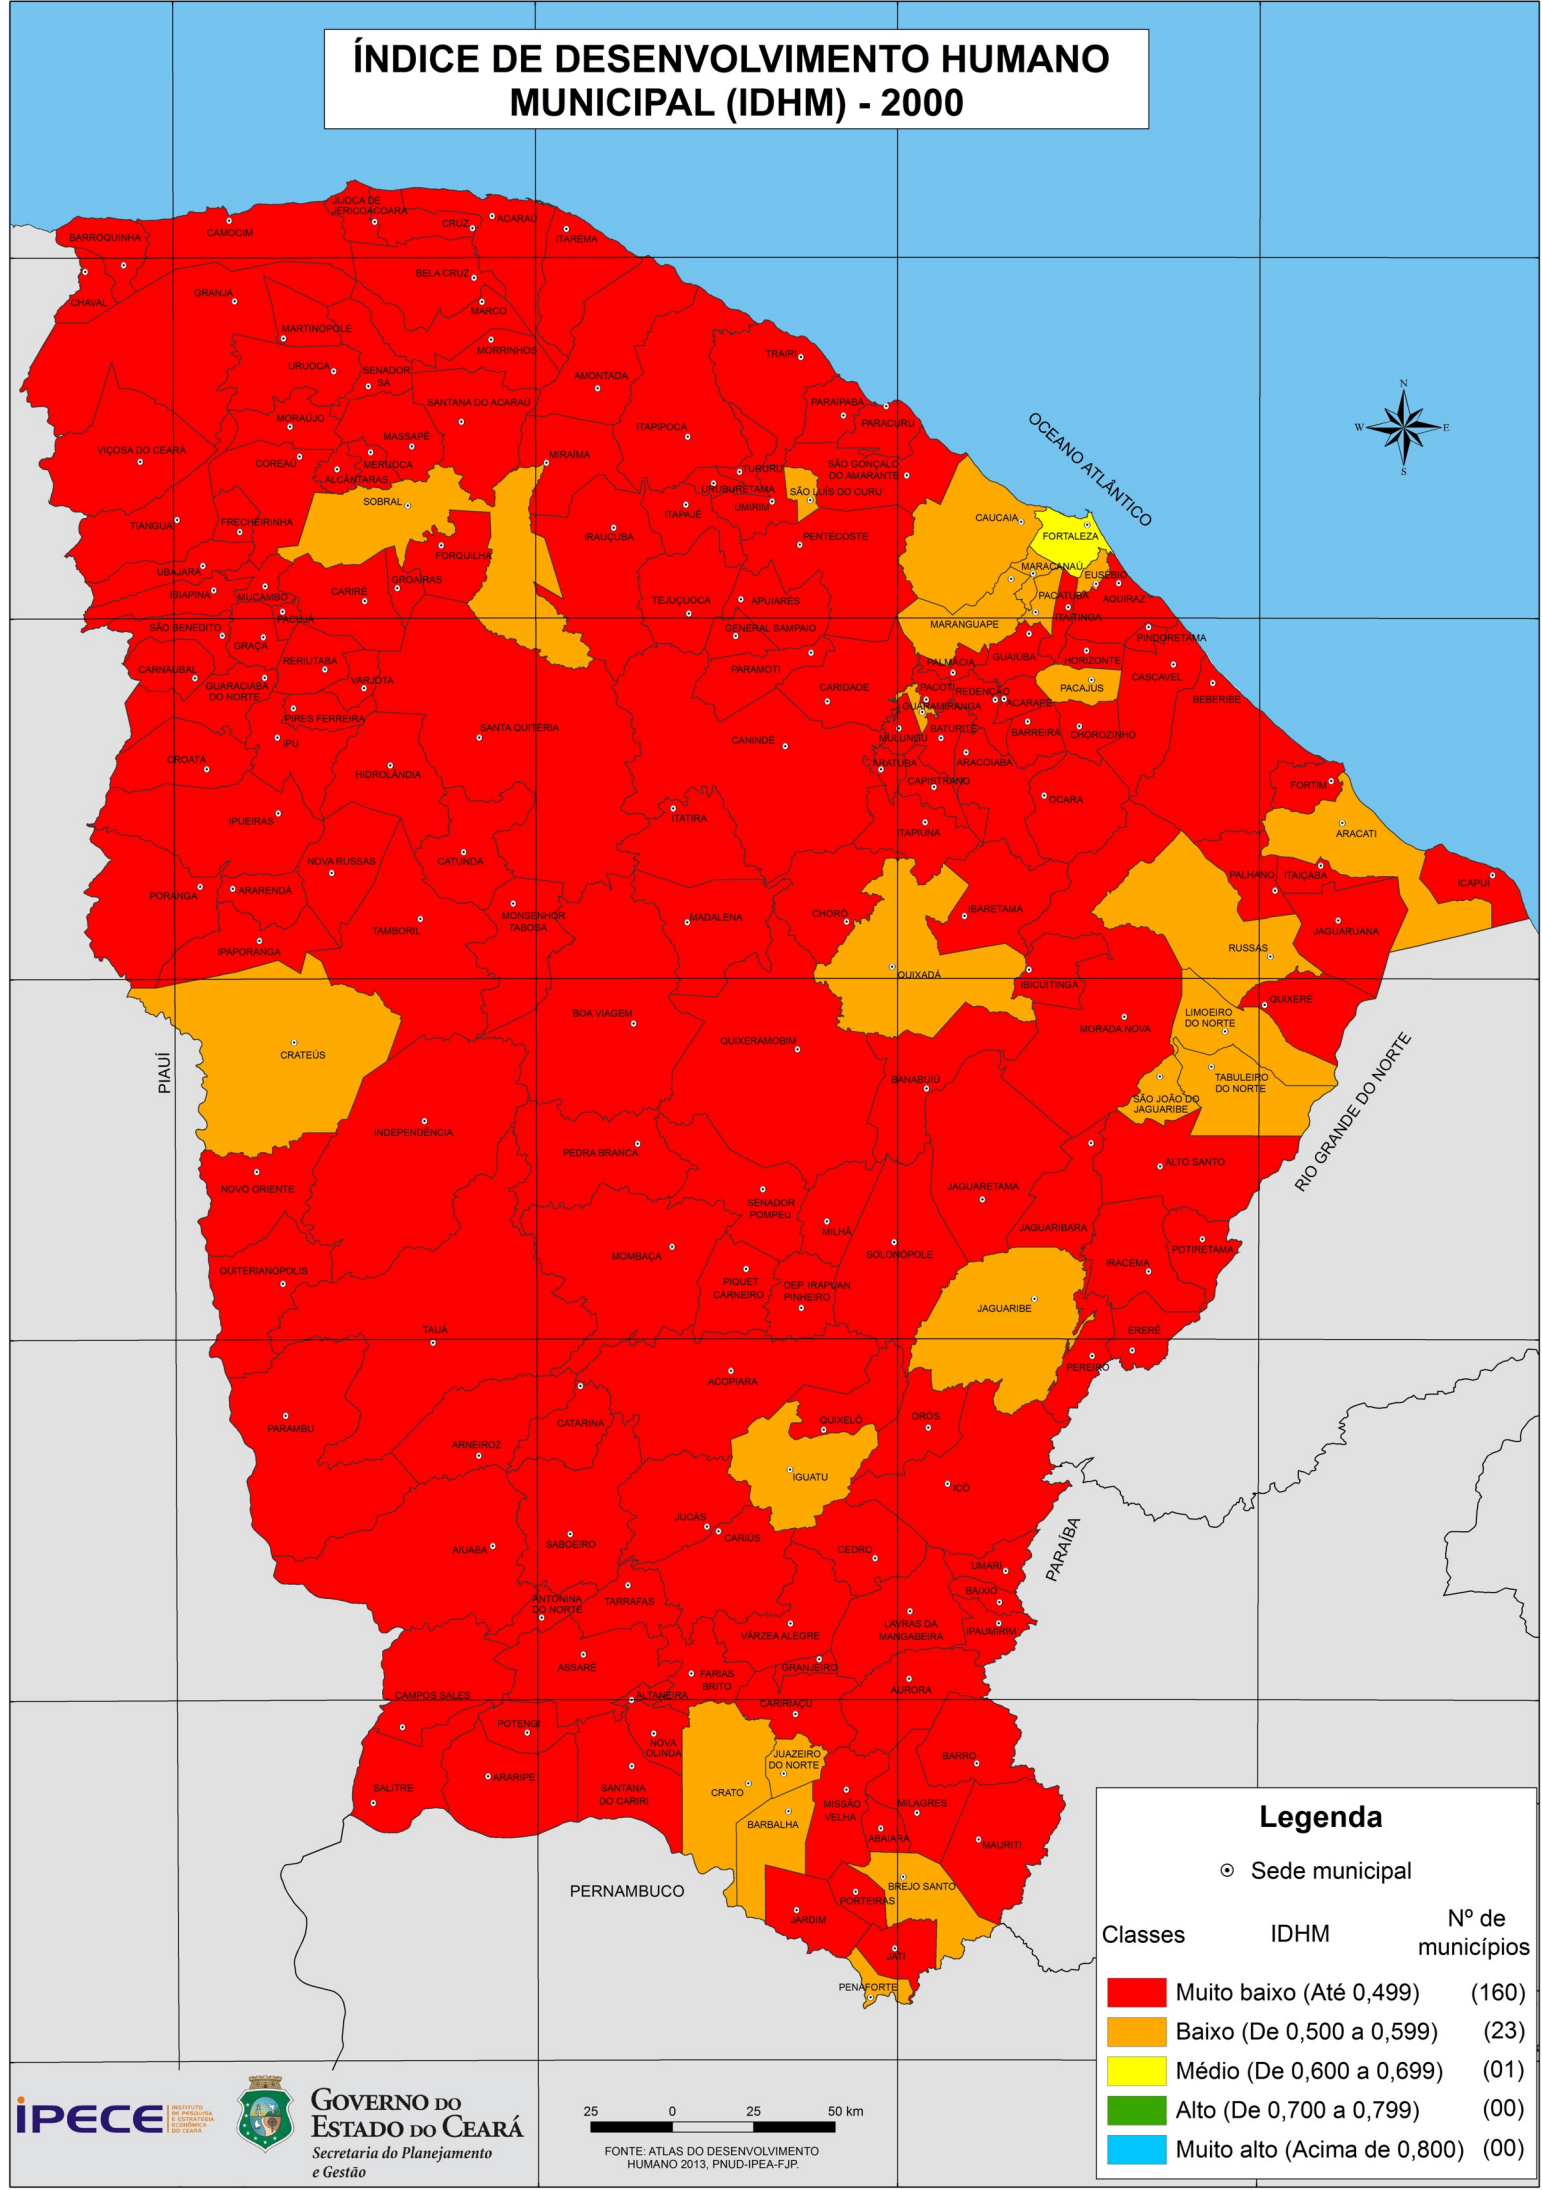 ÍNDICE DE DESENVOLVIMENTO HUMANO
MUNICIPAL (IDHM) - 2000
JIJOCA DE
JERICOACOARA
CRUZ
ACARAÚ
ITAREMA
BARROQUINHA
CAMOCIM
CHAVAL
GRANJA
BELA CRUZ
MARCO
MARTINÓPOLE
MORRINHOS
URUOCA
SENADOR
SÁ
AMONTADA
TRAIRI
SANTANA DO ACARAÚ
PARAIPABA
PARACURU
MORAÚJO
MASSAPÊ
ITAPIPOCA
OCEANO ATLÂNTICO
N
W
E
S
VIÇOSA DO CEARÁ
COREAÚ
MERUOCA
ALCÂNTARAS
MIRAÍMA
TURURU
SÃO GONÇALO
DO AMARANTE
URUBURETAMA
SÃO LUÍS DO CURU
SOBRAL
UMIRIM
ITAPAJÉ
TIANGUÁ
FRECHEIRINHA
IRAUÇUBA
PENTECOSTE
CAUCAIA
FORTALEZA
FORQUILHA
UBAJARA
MARACANAÚ
EUSÉBIO
IBIAPINA
MUCAMBO
CARIRÉ
GROAÍRAS
TEJUÇUOCA
APUIARÉS
PACATUBA
AQUIRAZ
PACUJÁ
ITAITINGA
SÃO BENEDITO
GENERAL SAMPAIO
MARANGUAPE
PINDORETAMA
GRAÇA
RERIUTABA
GUAIÚBA
HORIZONTE
CARNAUBAL
PARAMOTI
PALMÁCIA
CASCAVEL
GUARACIABA
DO NORTE
VARJOTA
CARIDADE
PACOTI
REDENÇÃO
PACAJUS
BEBERIBE
GUARAMIRANGA
ACARAPE
PIRES FERREIRA
SANTA QUITÉRIA
BATURITÉ
BARREIRA
CHOROZINHO
IPU
CANINDÉ
MULUNGU
CROATÁ
HIDROLÂNDIA
ARATUBA
ARACOIABA
CAPISTRANO
FORTIM
OCARA
IPUEIRAS
ITATIRA
ITAPIÚNA
ARACATI
NOVA RUSSAS
CATUNDA
PORANGA
ARARENDÁ
PALHANO
ITAIÇABA
ICAPUÍ
MONSENHOR
TABOSA
MADALENA
CHORÓ
IBARETAMA
TAMBORIL
JAGUARUANA
IPAPORANGA
RUSSAS
QUIXADÁ
IBICUITINGA
QUIXERÉ
BOA VIAGEM
LIMOEIRO
DO NORTE
MORADA NOVA
QUIXERAMOBIM
CRATEÚS
PIAUÍ
BANABUIÚ
TABULEIRO
DO NORTE
SÃO JOÃO DO
JAGUARIBE
RIO GRANDE DO NORTE
INDEPENDÊNCIA
PEDRA BRANCA
ALTO SANTO
NOVO ORIENTE
JAGUARETAMA
SENADOR
POMPEU
JAGUARIBARA
MILHÃ
MOMBAÇA
SOLONÓPOLE
POTIRETAMA
IRACEMA
QUITERIANÓPOLIS
PIQUET
CARNEIRO
DEP. IRAPUAN
PINHEIRO
JAGUARIBE
TAUÁ
ERERÊ
PEREIRO
ACOPIARA
CATARINA
QUIXELÔ
ORÓS
PARAMBU
ARNEIROZ
IGUATU
ICÓ
JUCÁS
CARIÚS
PARAÍBA
SABOEIRO
AIUABA
CEDRO
UMARI
BAIXIO
ANTONINA
DO NORTE
TARRAFAS
LAVRAS DA
MANGABEIRA
VÁRZEA ALEGRE
IPAUMIRIM
ASSARÉ
GRANJEIRO
FARIAS
BRITO
AURORA
CAMPOS SALES
ALTANEIRA
CARIRIAÇU
POTENGI
NOVA
OLINDA
JUAZEIRO
DO NORTE
BARRO
ARARIPE
SALITRE
SANTANA
DO CARIRI
CRATO
MISSÃO
VELHA
MILAGRES
BARBALHA
ABAIARA
MAURITI
PERNAMBUCO
BREJO SANTO
PORTEIRAS
JARDIM
JATI
PENAFORTE
Legenda
Sede municipal
Classes IDHM Nº de
municípios
Muito baixo (Até 0,499) (160)
Baixo (De 0,500 a 0,599) (23)
Médio (De 0,600 a 0,699) (01)
Alto (De 0,700 a 0,799) (00)
Muito alto (Acima de 0,800) (00)
IPECE
INSTITUTO
DE PESQUISA
E ESTRATÉGIA
ECONÔMICA
DO CEARÁ
GOVERNO DO
ESTADO DO CEARÁ
Secretaria do Planejamento
e Gestão
25 0 25 50 km
FONTE: ATLAS DO DESENVOLVIMENTO
HUMANO 2013, PNUD-IPEA-FJP.